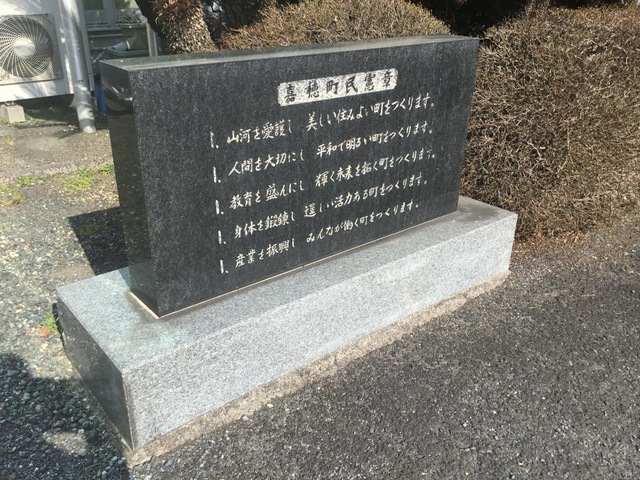 嘉穂町民憲章
1、山河を愛護し 美しい住みよい町をつくります。
1、人間を大切にし 平和で明るい町をつくります。
1、教育を盛んにし 輝く未来を拓く町をつくります。
1、身体を鍛錬し 逞しい活力ある町をつくります。
1、産業を振興し みんなが働く町をつくります。